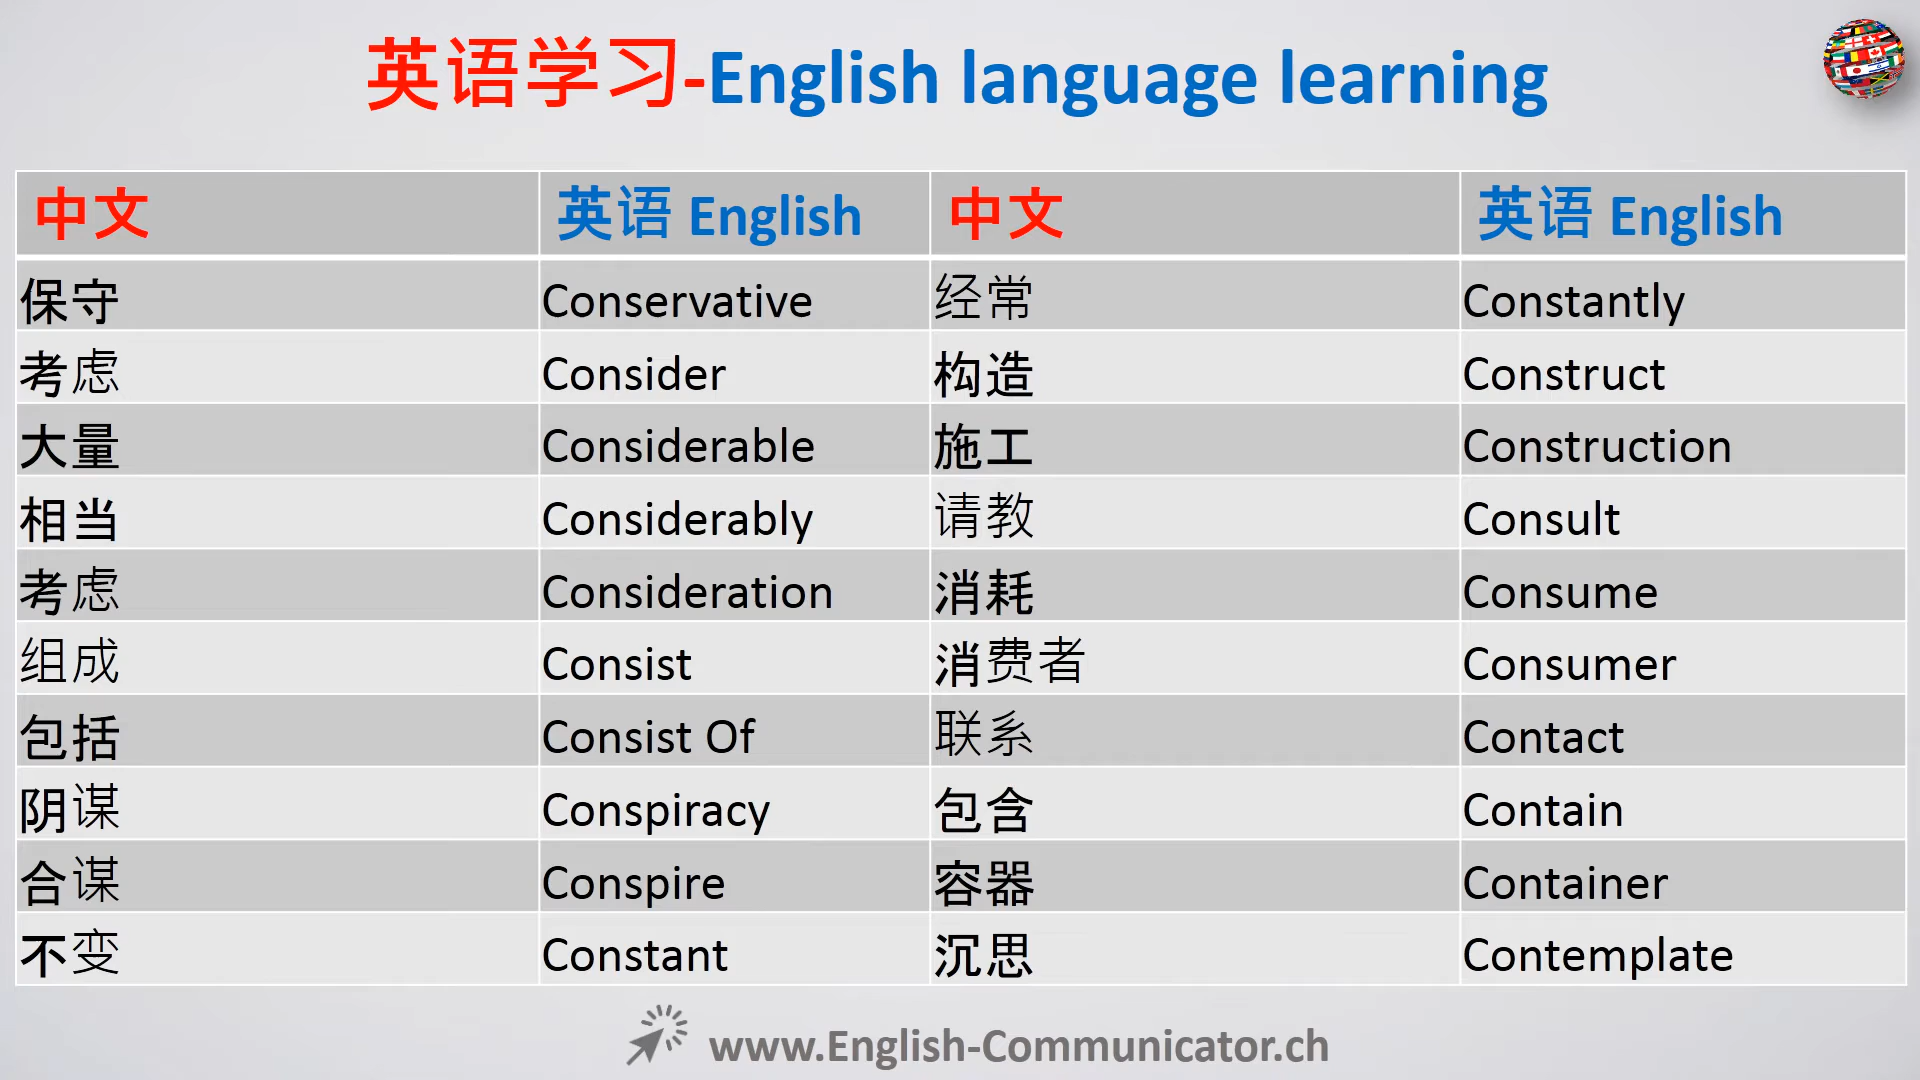 英语学习-English language learning
中文 英语 English 中文 英语 English
保守 Conservative 经常 Constantly
考虑 Consider 构造 Construct
大量 Considerable 施工 Construction
相当 Considerably 请教 Consult
考虑 Consideration 消耗 Consume
组成 Consist 消费者 Consumer
包括 Consist Of 联系 Contact
阴谋 Conspiracy 包含 Contain
合谋 Conspire 容器 Container
不变 Constant 沉思 Contemplate
www.English-Communicator.ch